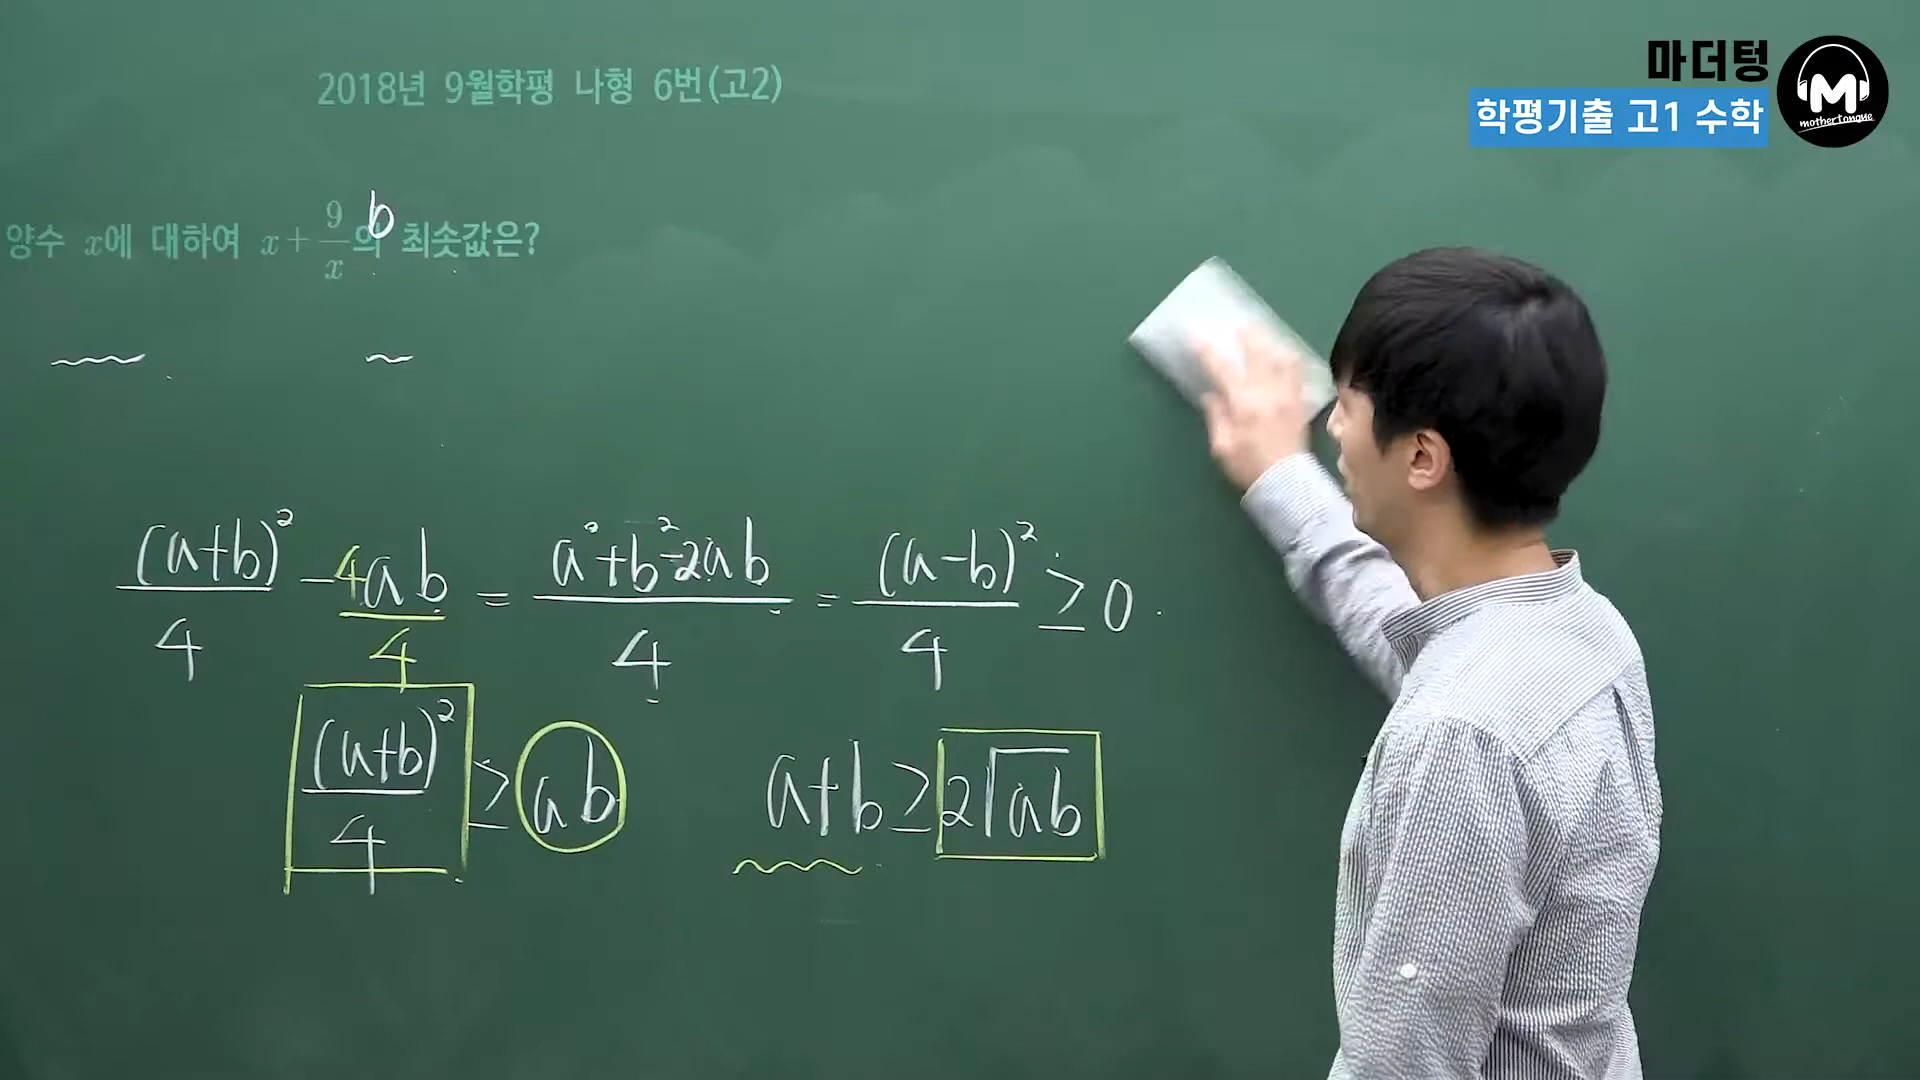 마더텅
학평기출 고1 수학
M
mothertongue
2018년 9월학평 나형 6번(고2)
b
양수 x에 대하여 x+9/x의 최솟값은?
(a+b)²/4 -4ab/4 = a²+b²-2ab/4 = (a-b)²/4 ≥ 0
(a+b)²/4 ≥ ab a+b ≥ 2√ab